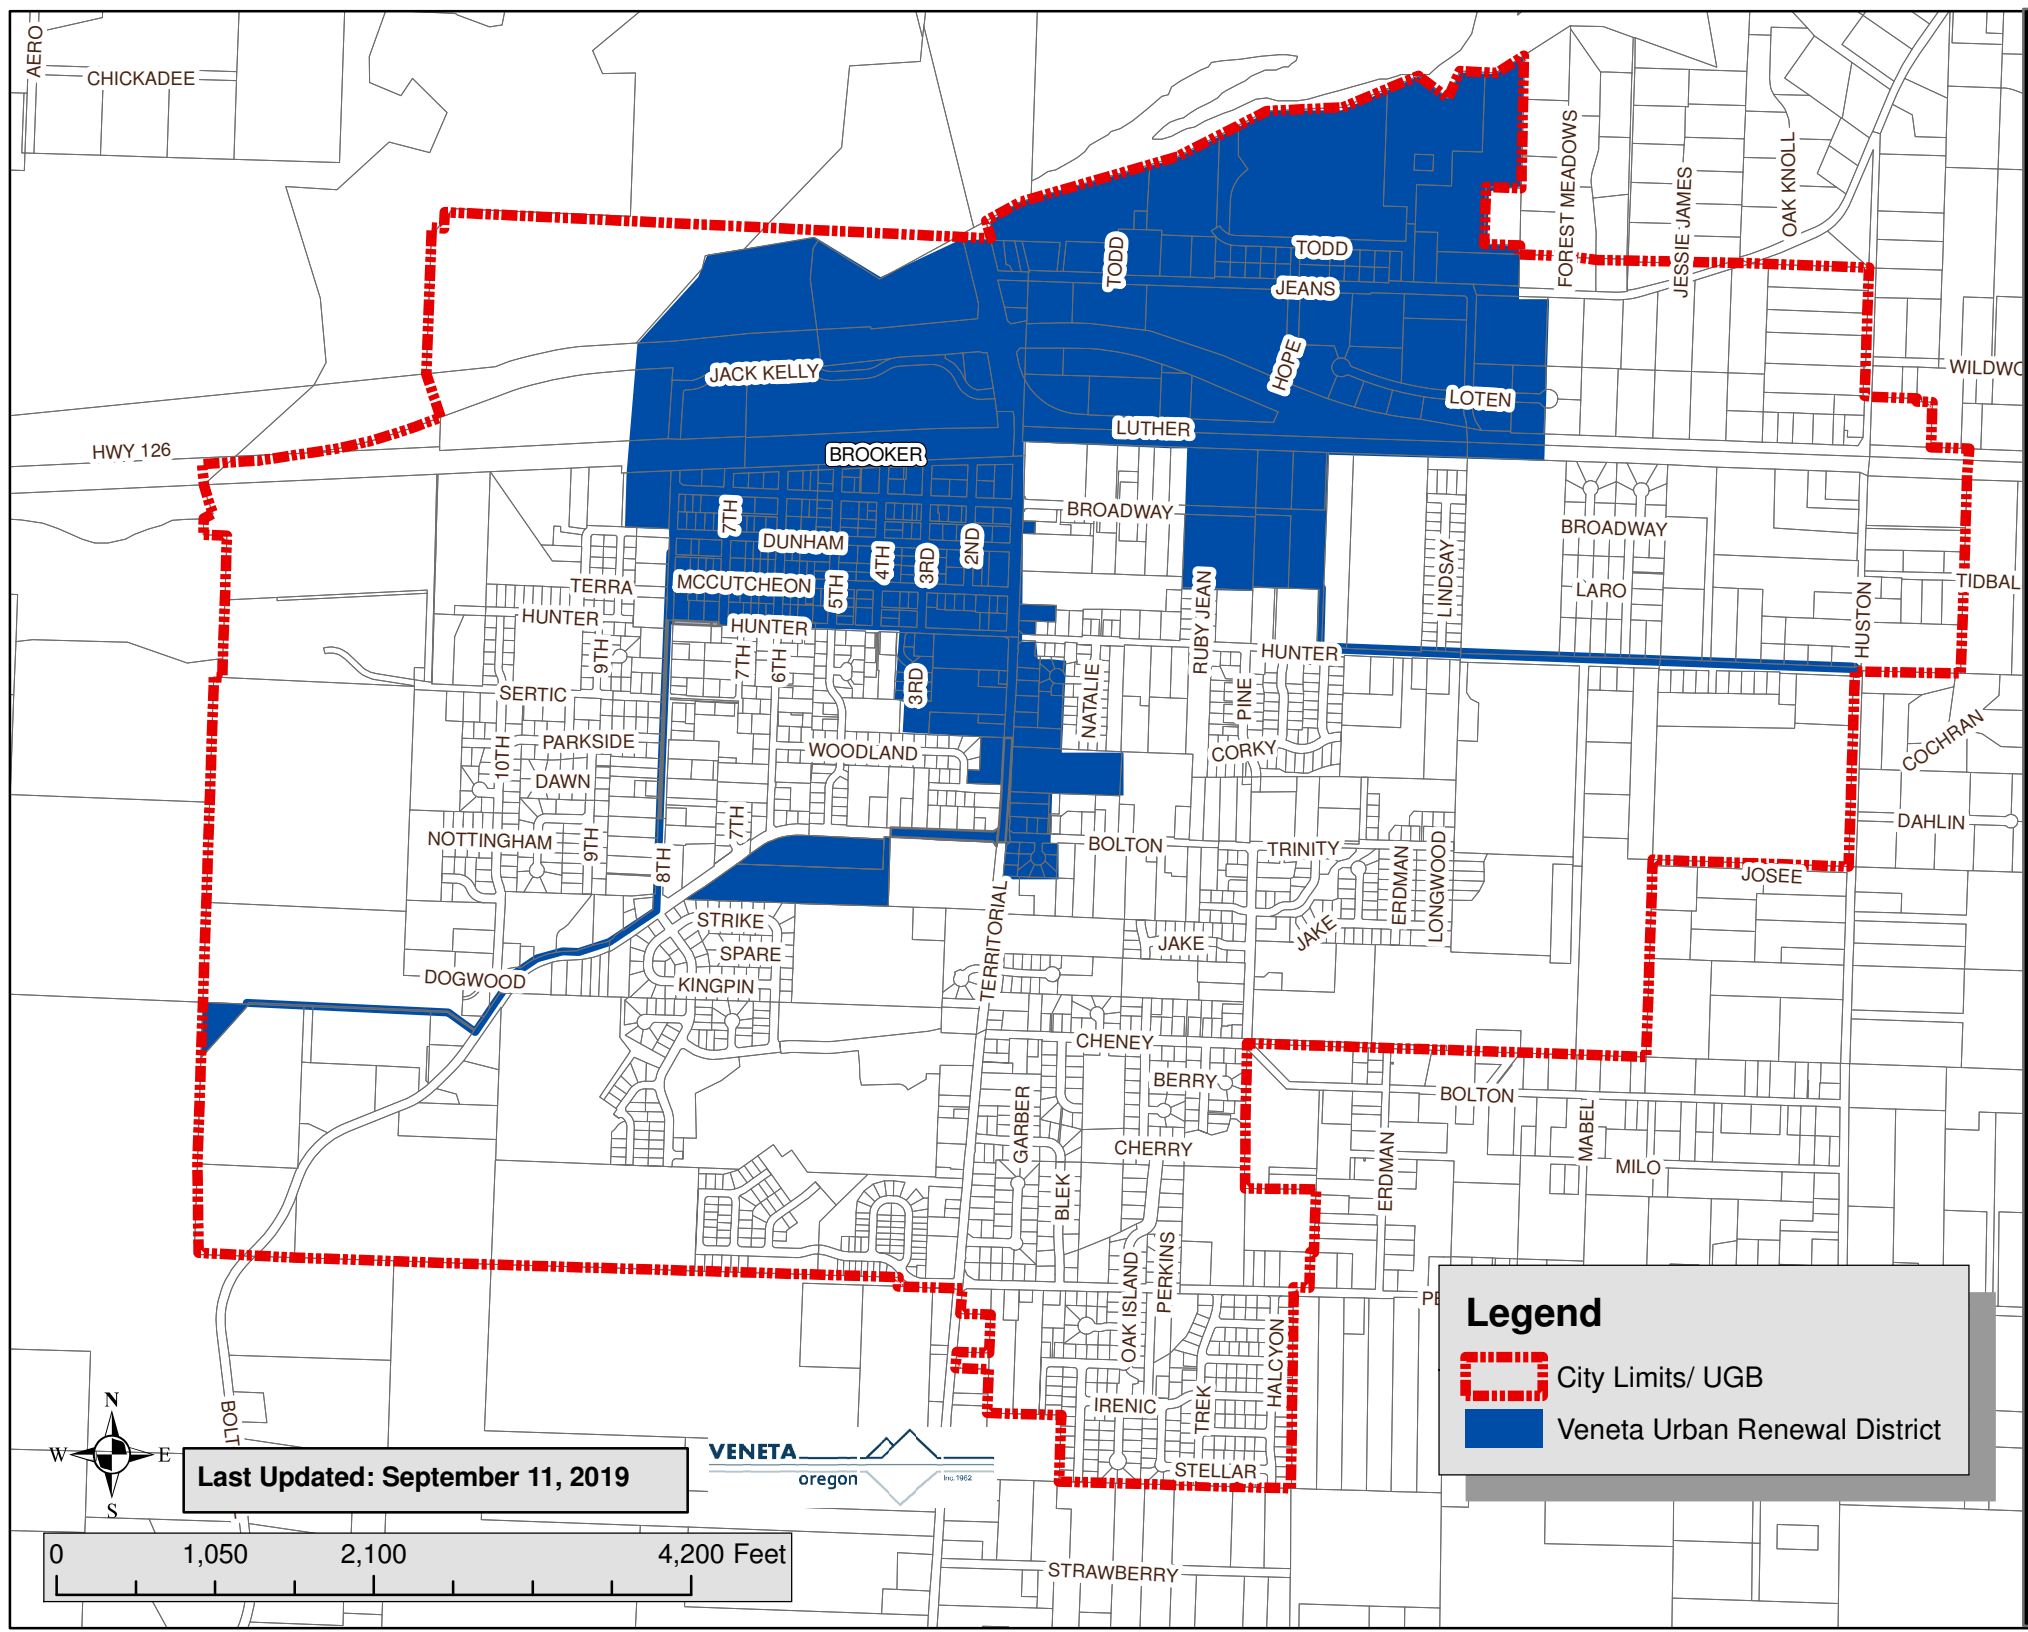 AERO
CHICKADEE
FOREST MEADOWS
JESSIE JAMES
OAK KNOLL
TODD
TODD
JEANS
HOPE
JACK KELLY
LOTEN
WILDWO
LUTHER
HWY 126
BROOKER
7TH
DUNHAM
4TH
3RD
2ND
BROADWAY
BROADWAY
LINDSAY
TERRA
MCCUTCHEON
5TH
RUBY JEAN
LARO
TIDBAL
HUSTON
HUNTER
HUNTER
HUNTER
9TH
7TH
6TH
3RD
NATALIE
PINE
SERTIC
10TH
PARKSIDE
DAWN
WOODLAND
CORKY
COCHRAN
NOTTINGHAM
9TH
8TH
7TH
BOLTON
TRINITY
ERDMAN
LONGWOOD
DAHLIN
JOSEE
STRIKE
SPARE
KINGPIN
DOGWOOD
TERRITORIAL
JAKE
JAKE
CHENEY
BERRY
BOLTON
GARBER
CHERRY
ERDMAN
MABEL
MILO
BLEK
OAK ISLAND
PERKINS
PE
HALCYON
IRENIC
TREK
STELLAR
BOLT
STRAWBERRY
Legend
City Limits/ UGB
Veneta Urban Renewal District
N
W
E
S
Last Updated: September 11, 2019
VENETA
oregon
Inc. 1962
0 1,050 2,100 4,200 Feet